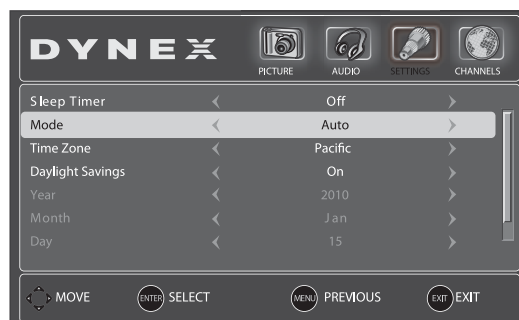 DYNEX
PICTURE AUDIO SETTINGS CHANNELS
Sleep Timer Off
Mode Auto
Time Zone Pacific
Daylight Savings On
Year 2010
Month Jan
Day 15
MOVE ENTER SELECT MENU PREVIOUS EXIT EXIT